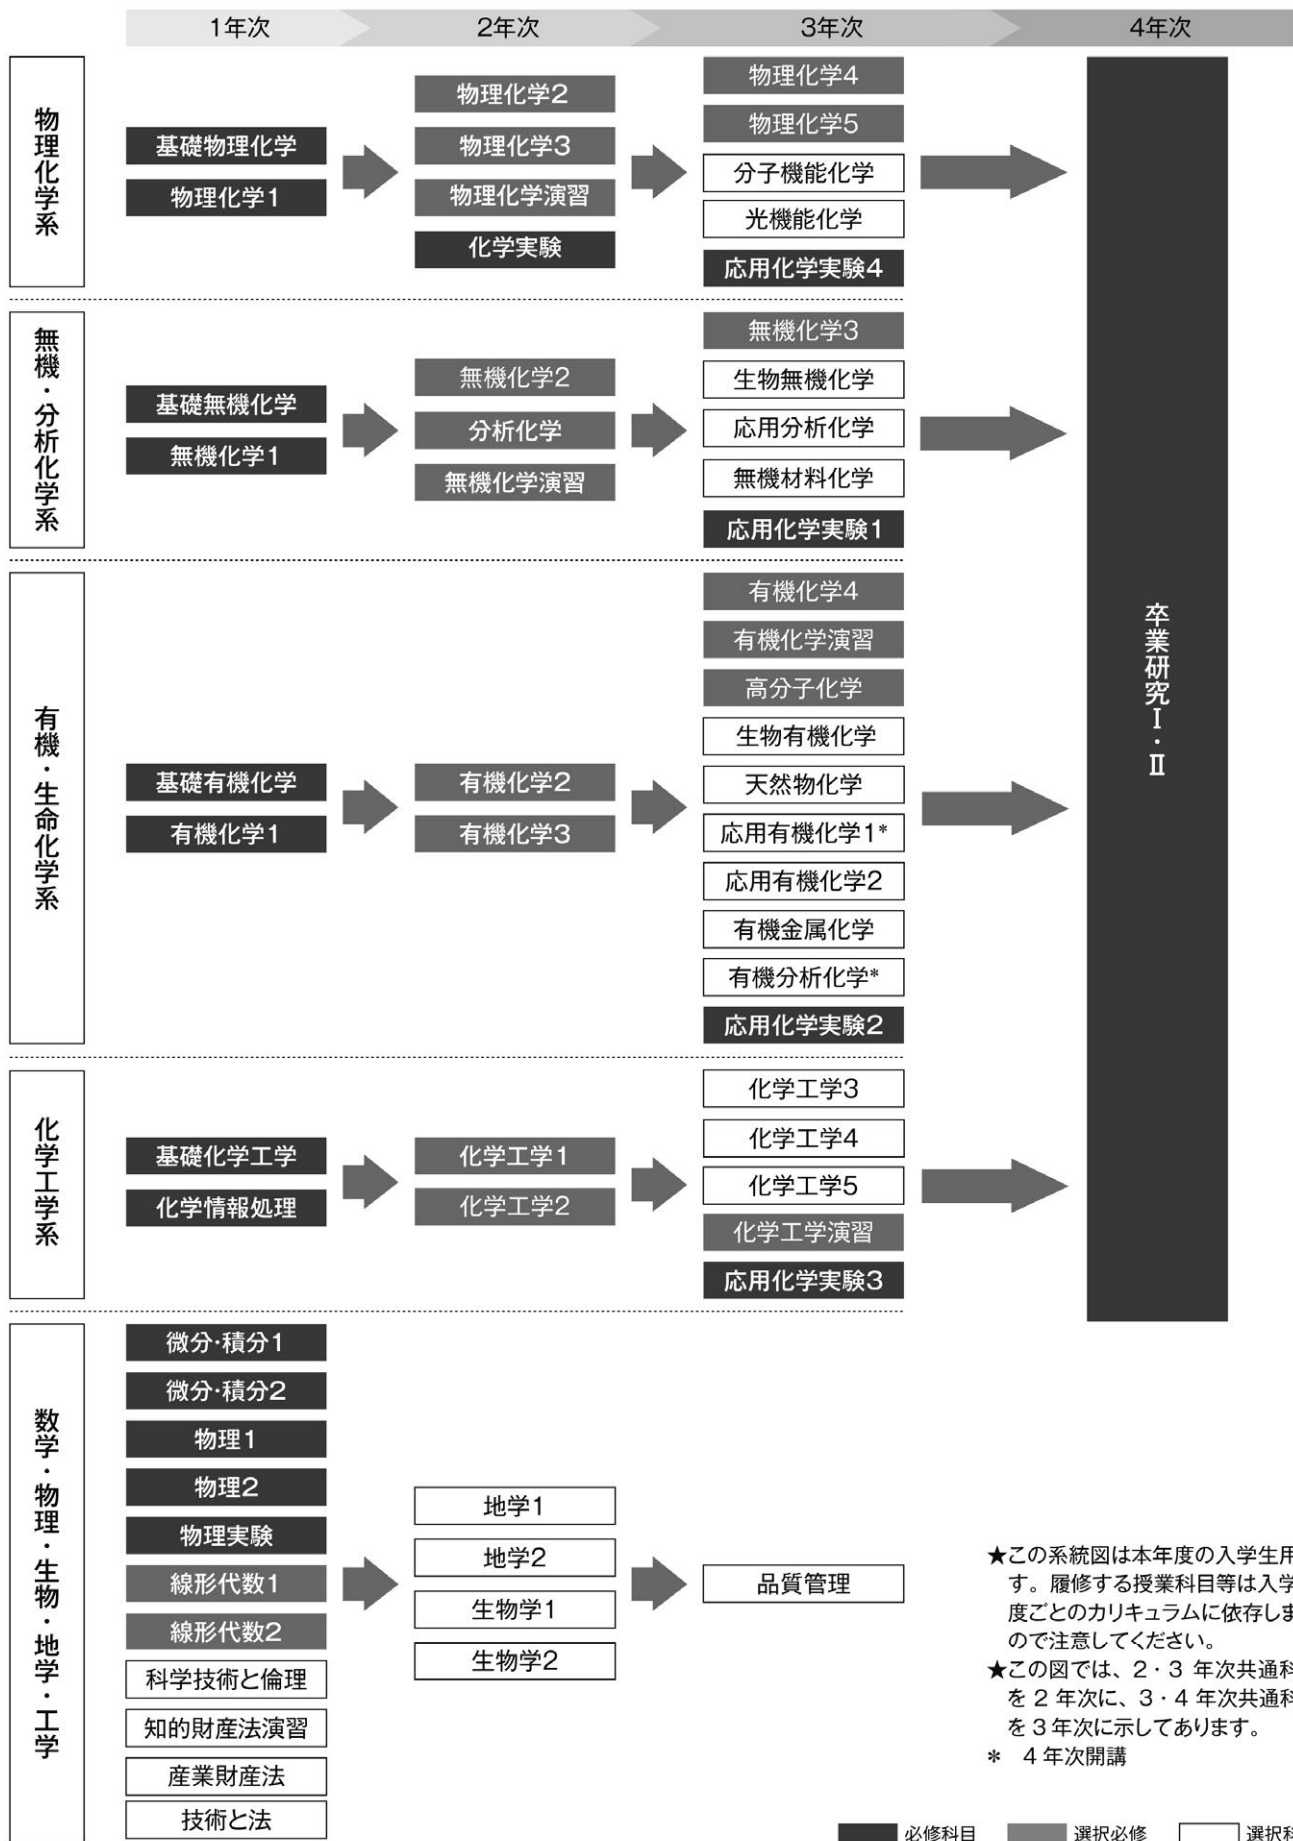 1年次
2年次
3年次
4年次
物理化学系
基礎物理化学
物理化学1
物理化学2
物理化学3
物理化学演習
化学実験
物理化学4
物理化学5
分子機能化学
光機能化学
応用化学実験4
無機・分析化学系
基礎無機化学
無機化学1
無機化学2
分析化学
無機化学演習
無機化学3
生物無機化学
応用分析化学
無機材料化学
応用化学実験1
有機・生命化学系
基礎有機化学
有機化学1
有機化学2
有機化学3
有機化学4
有機化学演習
高分子化学
生物有機化学
天然物化学
応用有機化学1*
応用有機化学2
有機金属化学
有機分析化学*
応用化学実験2
化学工学系
基礎化学工学
化学情報処理
化学工学1
化学工学2
化学工学3
化学工学4
化学工学5
化学工学演習
応用化学実験3
卒業研究Ⅰ・Ⅱ
数学・物理・生物・地学・工学
微分・積分1
微分・積分2
物理1
物理2
物理実験
線形代数1
線形代数2
科学技術と倫理
知的財産法演習
産業財産法
技術と法
地学1
地学2
生物学1
生物学2
品質管理
★この系統図は本年度の入学生用
す。履修する授業科目等は入学
度ごとのカリキュラムに依存しま
ので注意してください。
★この図では、2・3 年次共通科
を 2 年次に、3・4 年次共通科
を 3 年次に示してあります。
* 4 年次開講
必修科目
選択必修
選択科